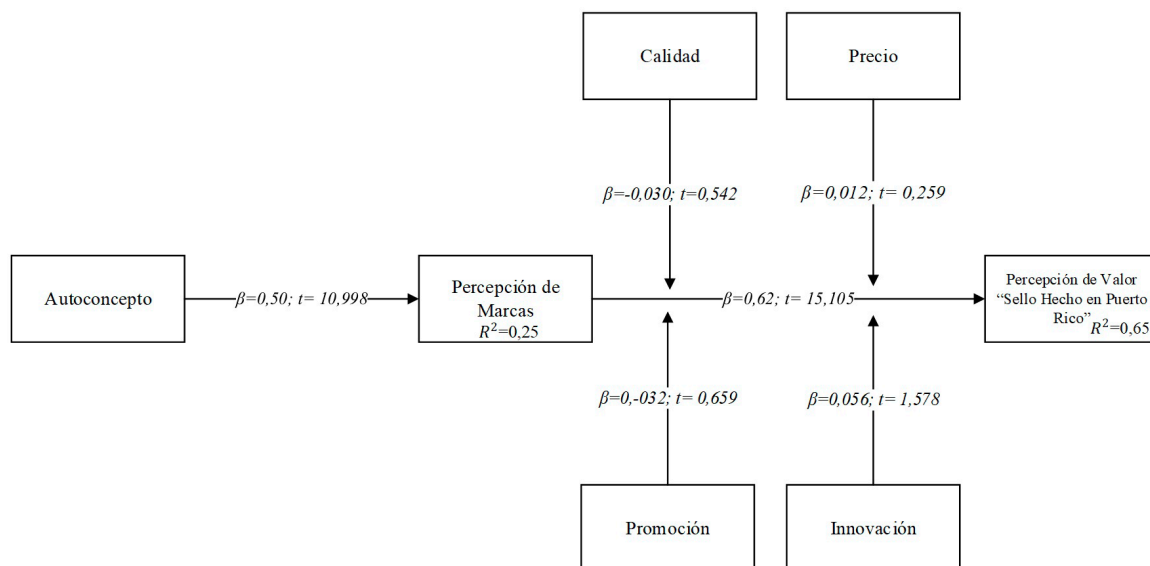 Calidad
Precio
β=-0,030; t=0,542
β=0,012; t= 0,259
Autoconcepto
β=0,50; t= 10,998
Percepción de
Marcas
R²=0,25
β=0,62; t= 15,105
Percepción de Valor
“Sello Hecho en Puerto
Rico”
R²=0,65
β=0,-032; t= 0,659
β=0,056; t= 1,578
Promoción
Innovación